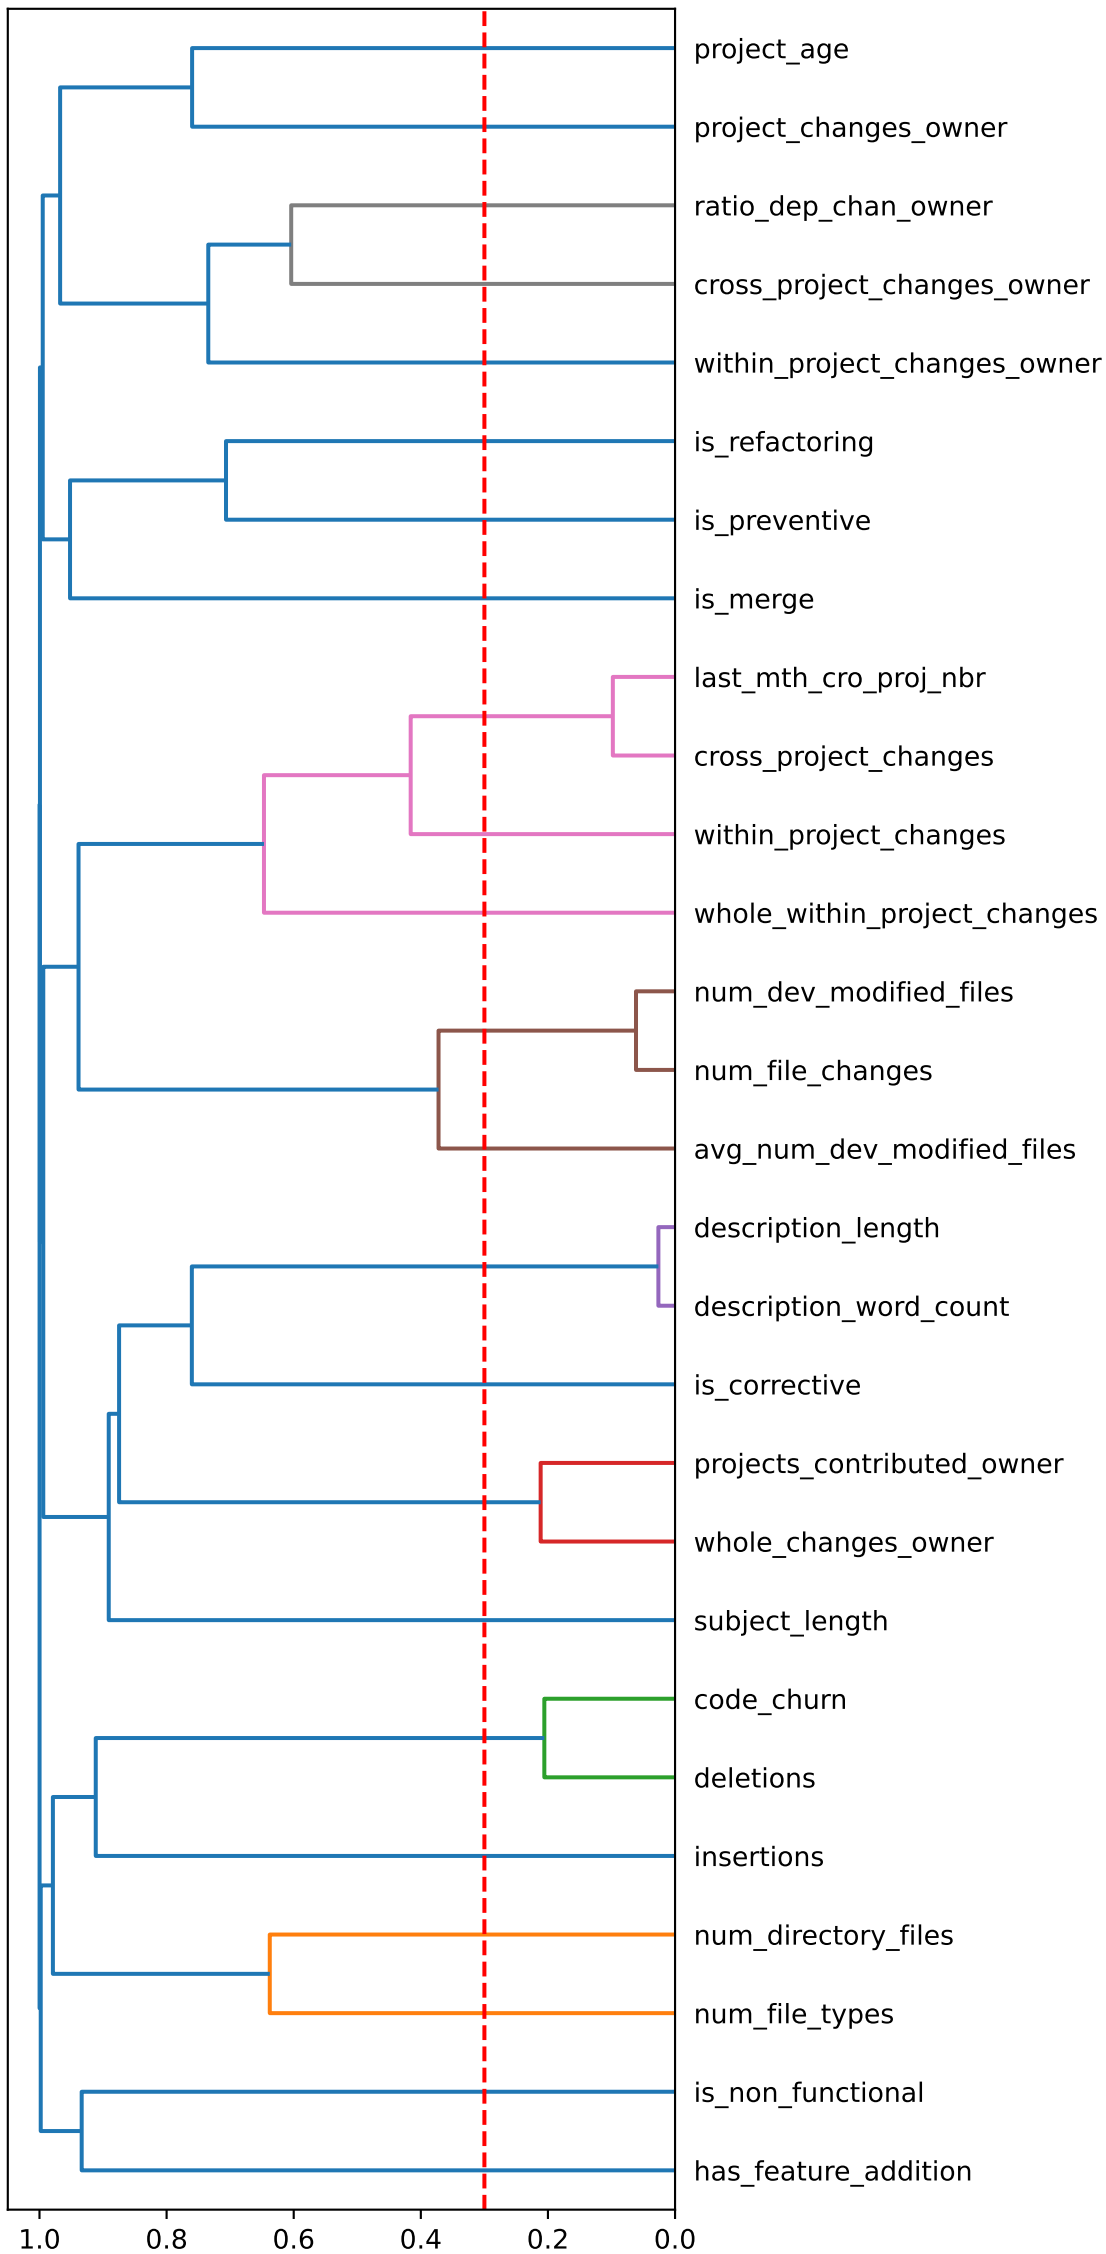 project_age
project_changes_owner
ratio_dep_chan_owner
cross_project_changes_owner
within_project_changes_owner
is_refactoring
is_preventive
is_merge
last_mth_cro_proj_nbr
cross_project_changes
within_project_changes
whole_within_project_changes
num_dev_modified_files
num_file_changes
avg_num_dev_modified_files
description_length
description_word_count
is_corrective
projects_contributed_owner
whole_changes_owner
subject_length
code_churn
deletions
insertions
num_directory_files
num_file_types
is_non_functional
has_feature_addition
1.0 0.8 0.6 0.4 0.2 0.0